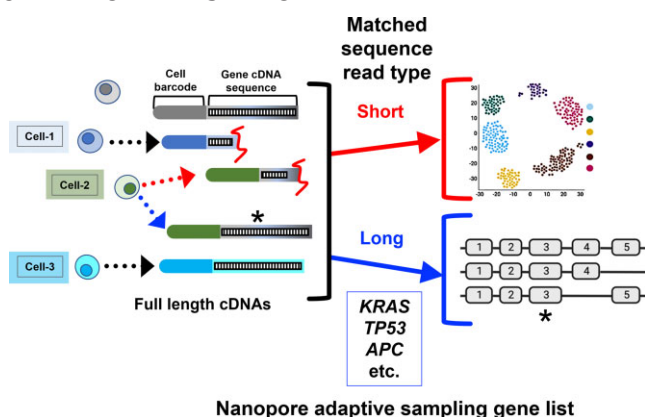 Matched
sequence
read type
Cell
barcode
Gene cDNA
sequence
Short
Cell-1
Cell-2
*
Long
Cell-3
Full length cDNAs
KRAS
TP53
APC
etc.
30
20
10
0
-10
-20
-30
-30 -20 -10 0 10 20 30
1 2 3 4 5
1 2 3 4
1 2 3 5
*
Nanopore adaptive sampling gene list